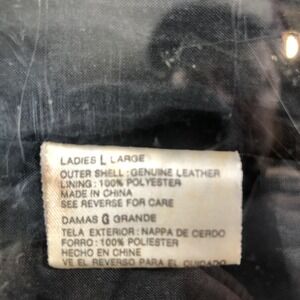 LADIES L LARGE
OUTER SHELL : GENUINE LEATHER
LINING : 100% POLYESTER
MADE IN CHINA
SEE REVERSE FOR CARE
DAMAS G GRANDE
TELA EXTERIOR : NAPPA DE CERDO
FORRO : 100% POLIESTER
HECHO EN CHINE
VE EL REVERSO PARA EL CUIDADO